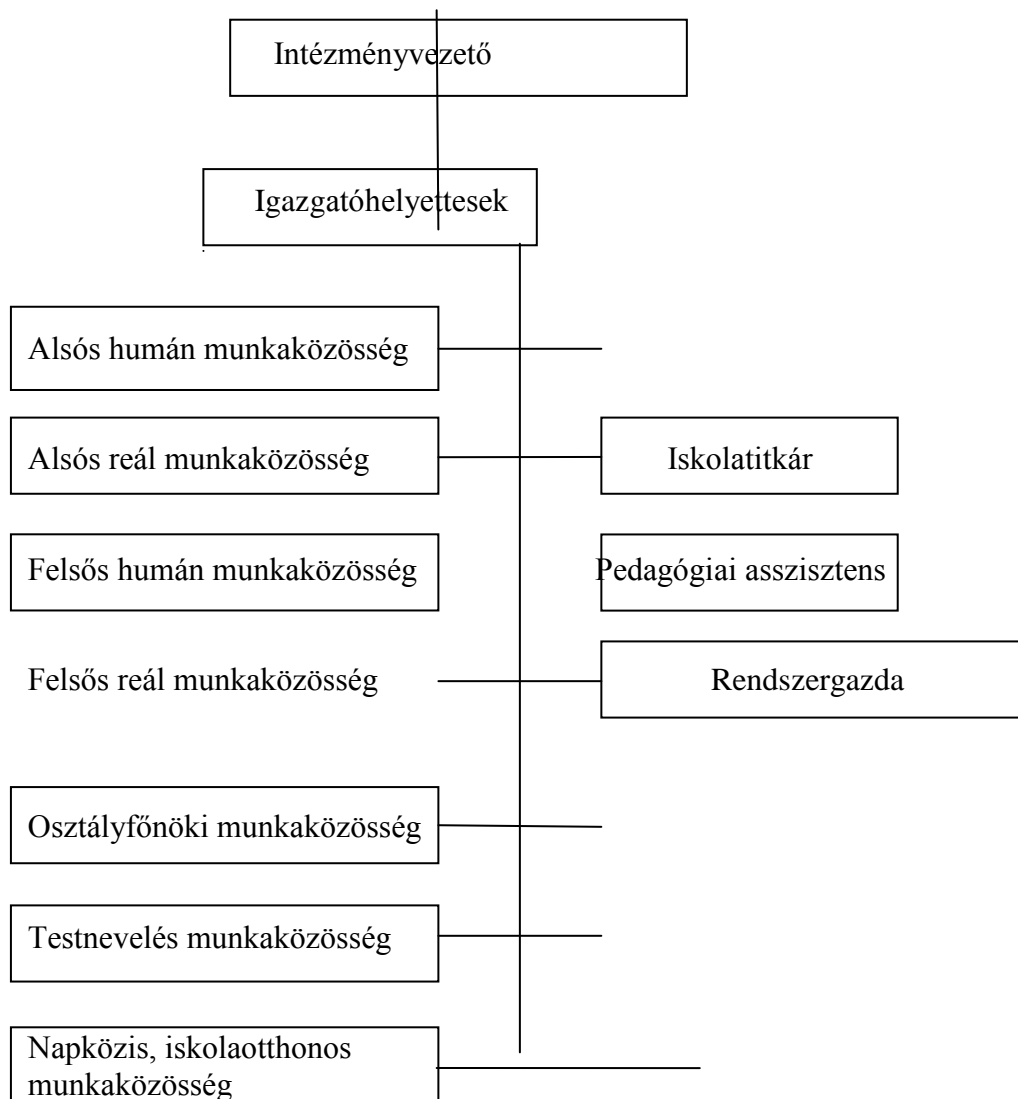 Intézményvezető
Igazgatóhelyettesek
Alsós humán munkaközösség
Alsós reál munkaközösség
Iskolatitkár
Felsős humán munkaközösség
Pedagógiai asszisztens
Felsős reál munkaközösség
Rendszergazda
Osztályfőnöki munkaközösség
Testnevelés munkaközösség
Napközis, iskolaotthonos
munkaközösség